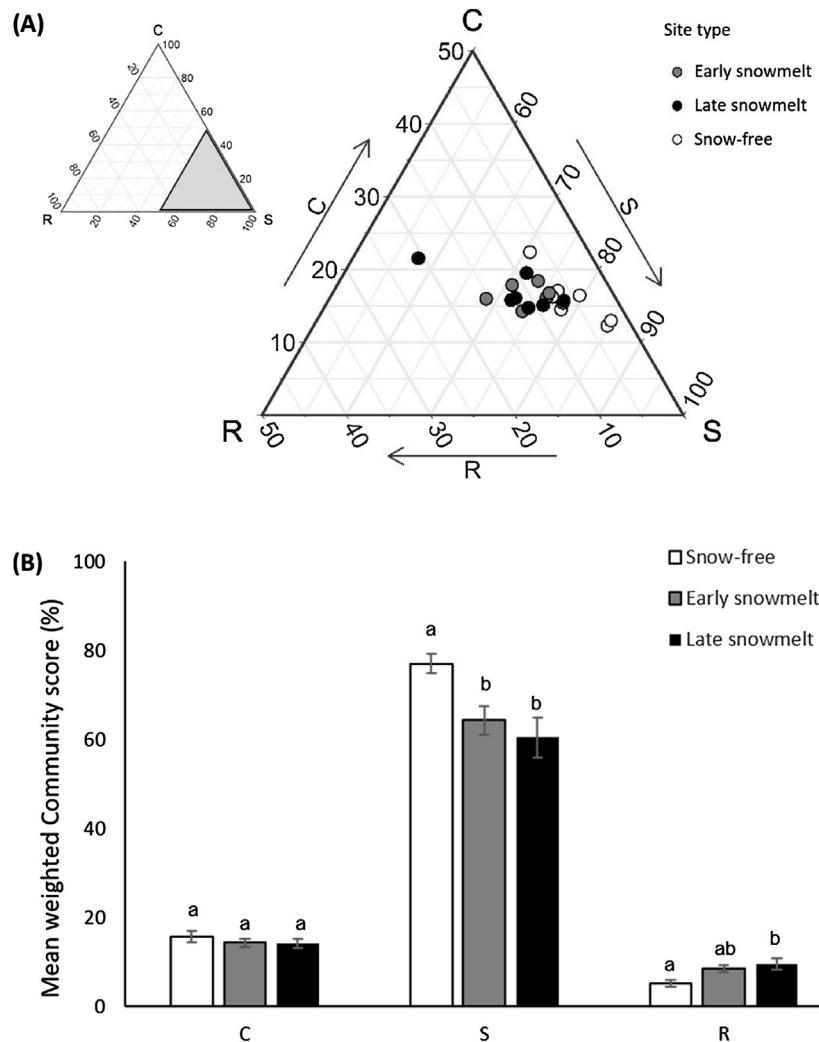 (A)
C
100
20
80
40
60
60
40
80
20
100
R
20
40
60
80
100
S
C
50
40
30
20
10
60
70
80
90
100
C
S
R
50
40
30
20
10
S
R
Site type
Early snowmelt
Late snowmelt
Snow-free
(B)
Mean weighted Community score (%)
100
80
60
40
20
0
a
a
a
a
b
b
a
ab
b
C
S
R
Snow-free
Early snowmelt
Late snowmelt